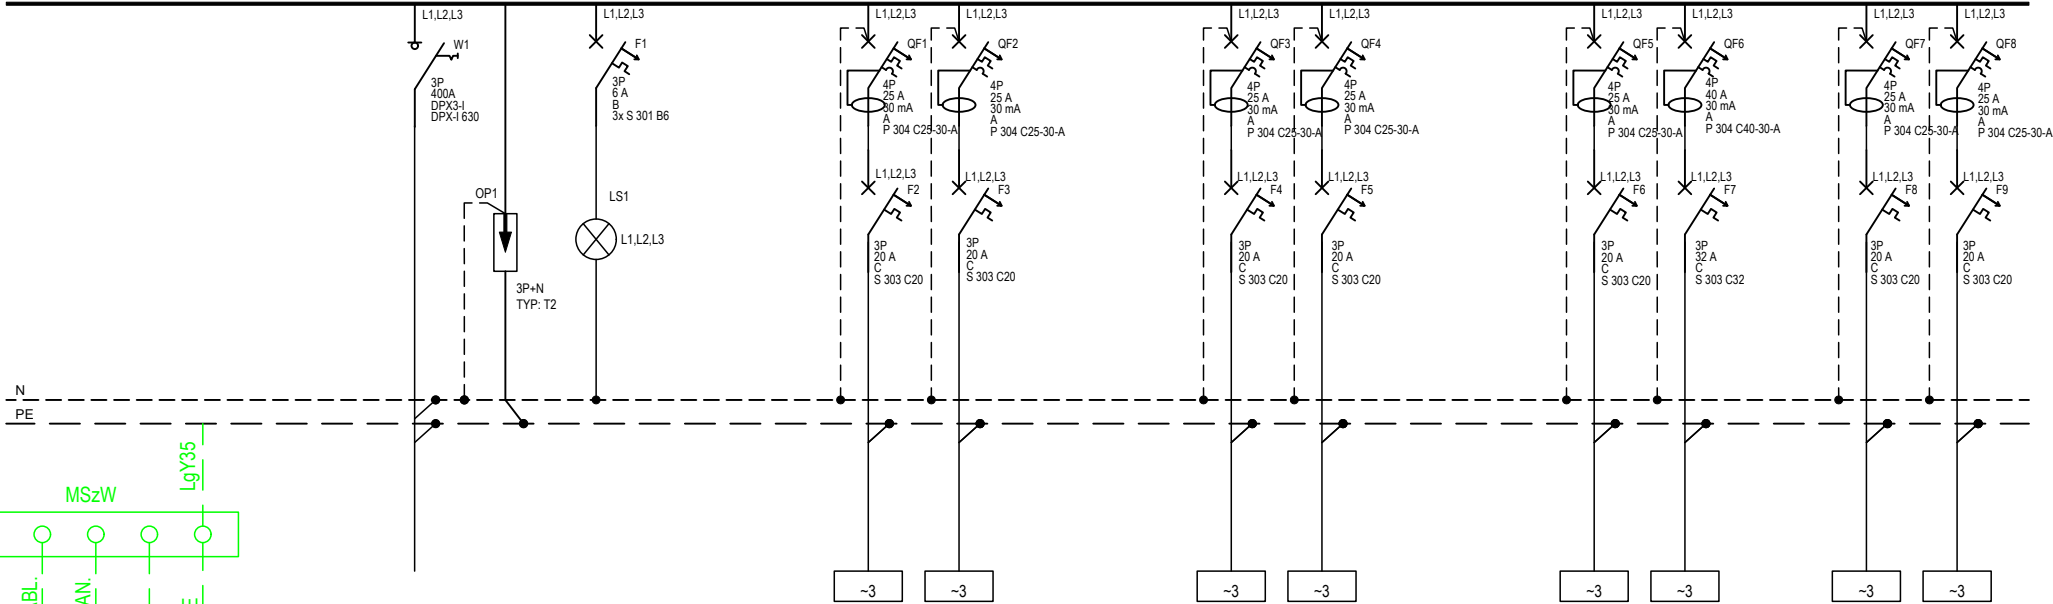 L1,L2,L3
W1
3P
400A
DPX3-I
DPX-I 630
OP1
3P+N
TYP: T2
L1,L2,L3
F1
3P
6 A
B
3x S 301 B6
LS1
L1,L2,L3
L1,L2,L3
QF1
4P
25 A
30 mA
A
P 304 C25-30-A
L1,L2,L3
F2
3P
20 A
C
S 303 C20
~3
L1,L2,L3
QF2
4P
25 A
30 mA
A
P 304 C25-30-A
L1,L2,L3
F3
3P
20 A
C
S 303 C20
~3
L1,L2,L3
QF3
4P
25 A
30 mA
A
P 304 C25-30-A
L1,L2,L3
F4
3P
20 A
C
S 303 C20
~3
L1,L2,L3
QF4
4P
25 A
30 mA
A
P 304 C25-30-A
L1,L2,L3
F5
3P
20 A
C
S 303 C20
~3
L1,L2,L3
QF5
4P
25 A
30 mA
A
P 304 C25-30-A
L1,L2,L3
F6
3P
20 A
C
S 303 C20
~3
L1,L2,L3
QF6
4P
40 A
30 mA
A
P 304 C40-30-A
L1,L2,L3
F7
3P
32 A
C
S 303 C32
~3
L1,L2,L3
QF7
4P
25 A
30 mA
A
P 304 C25-30-A
L1,L2,L3
F8
3P
20 A
C
S 303 C20
~3
L1,L2,L3
QF8
4P
25 A
30 mA
A
P 304 C25-30-A
L1,L2,L3
F9
3P
20 A
C
S 303 C20
~3
N
PE
LgY35
MSzW
BL.
AN.